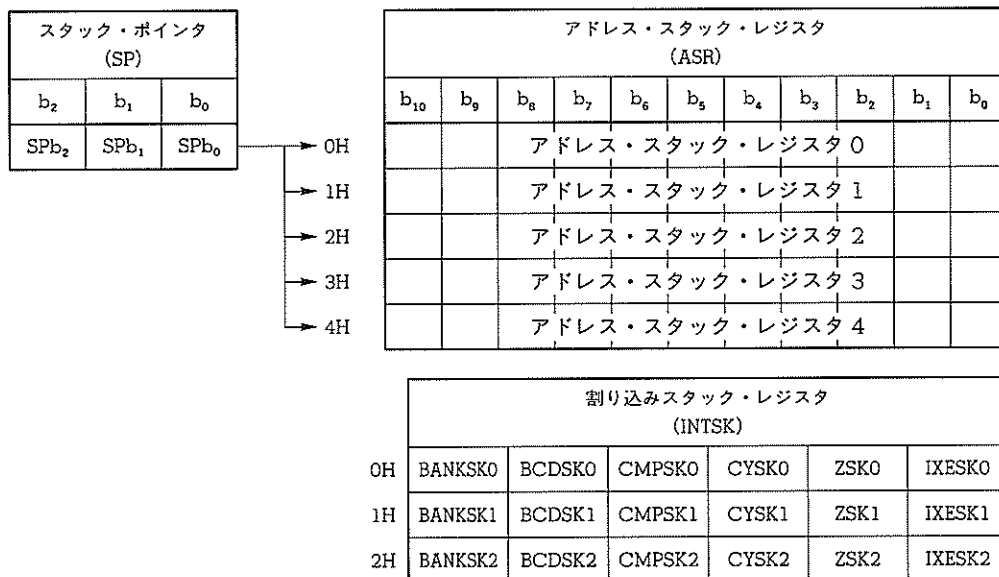 スタック・ポインタ
(SP)
b₂ b₁ b₀
SPb₂ SPb₁ SPb₀
アドレス・スタック・レジスタ
(ASR)
b₁₀ b₉ b₈ b₇ b₆ b₅ b₄ b₃ b₂ b₁ b₀
0H アドレス・スタック・レジスタ0
1H アドレス・スタック・レジスタ1
2H アドレス・スタック・レジスタ2
3H アドレス・スタック・レジスタ3
4H アドレス・スタック・レジスタ4
割り込みスタック・レジスタ
(INTSK)
0H BANKSK0 BCDSK0 CMPSK0 CYSK0 ZSK0 IXESK0
1H BANKSK1 BCDSK1 CMPSK1 CYSK1 ZSK1 IXESK1
2H BANKSK2 BCDSK2 CMPSK2 CYSK2 ZSK2 IXESK2